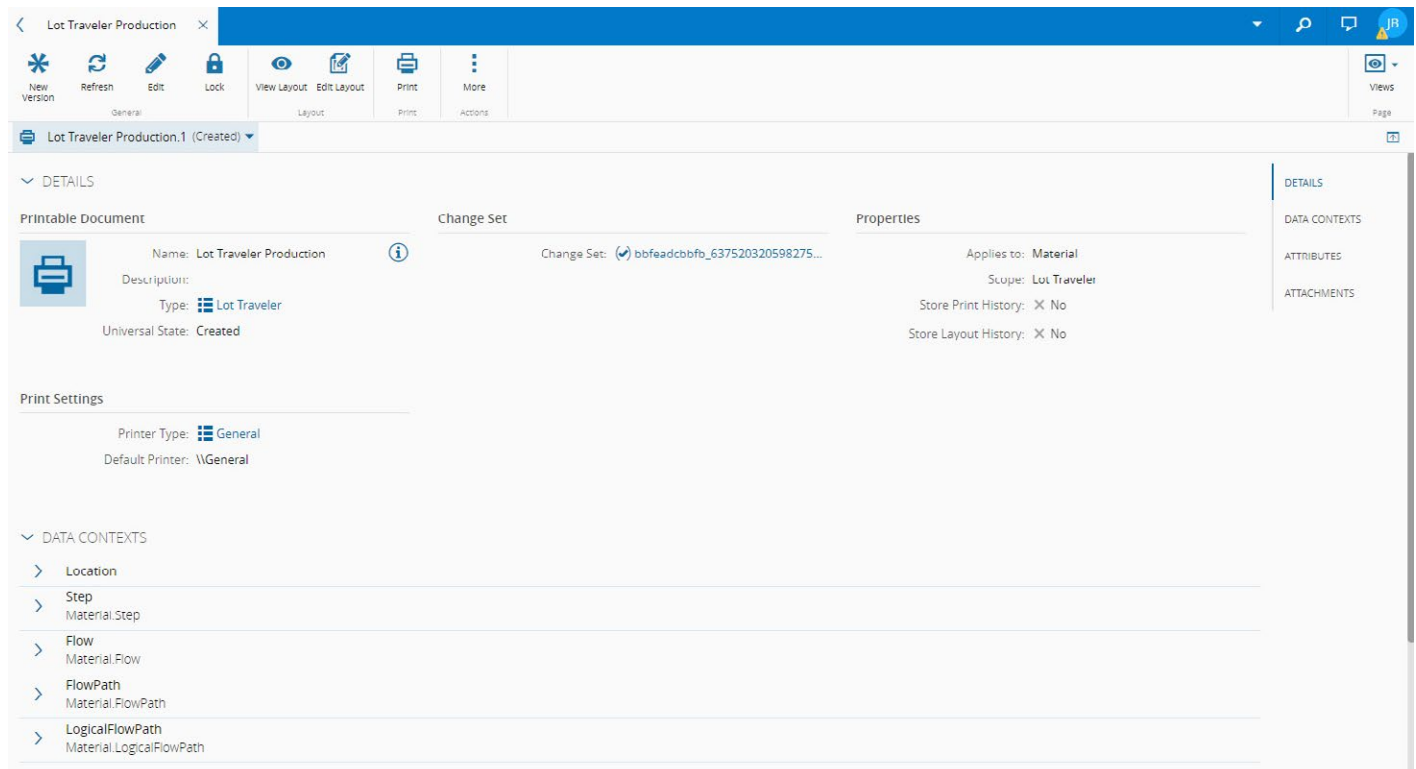 Lot Traveler Production
JB
New Version
Refresh
Edit
Lock
View Layout
Edit Layout
Print
More
Views
General
Layout
Print
Actions
Page
Lot Traveler Production.1 (Created)
DETAILS
Printable Document
Name: Lot Traveler Production
Description:
Type: Lot Traveler
Universal State: Created
Change Set
Change Set: bbfeadcbbfb_637520320598275...
Properties
Applies to: Material
Scope: Lot Traveler
Store Print History: No
Store Layout History: No
Print Settings
Printer Type: General
Default Printer: \\General
DATA CONTEXTS
Location
Step
Material.Step
Flow
Material.Flow
FlowPath
Material.FlowPath
LogicalFlowPath
Material.LogicalFlowPath
DETAILS
DATA CONTEXTS
ATTRIBUTES
ATTACHMENTS